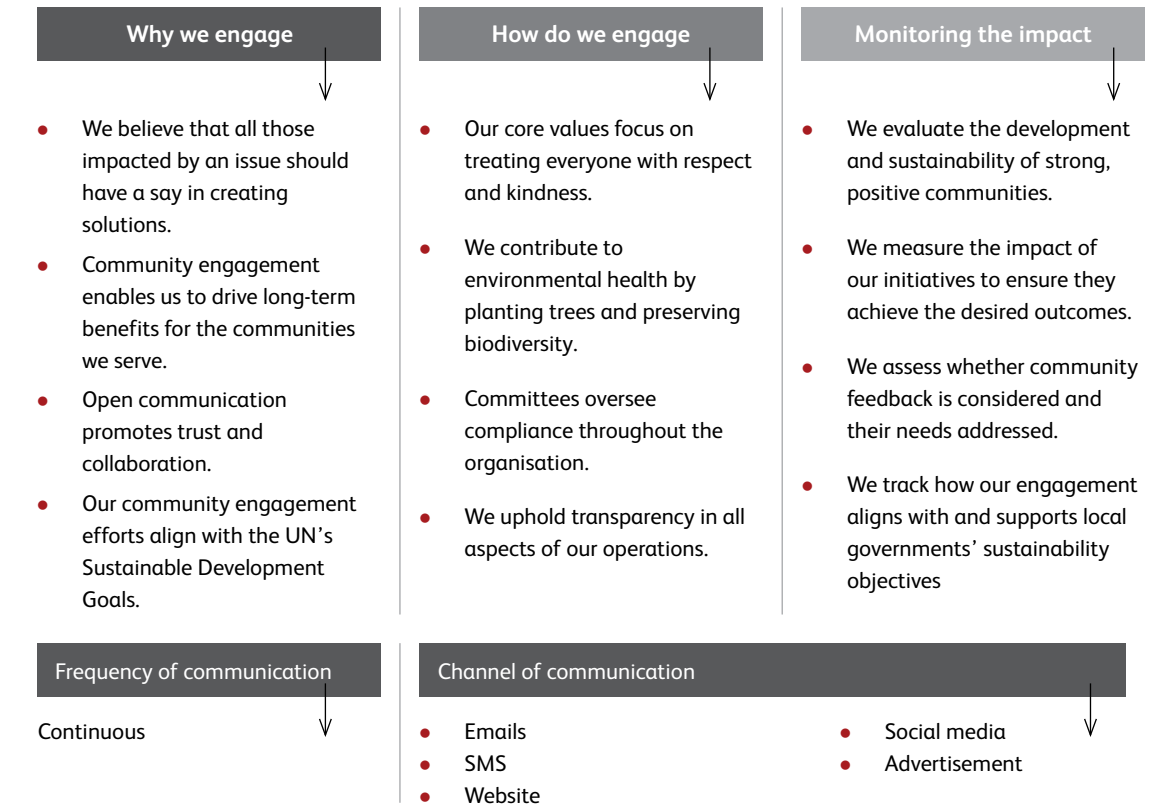 Why we engage
We believe that all those
impacted by an issue should
have a say in creating
solutions.
Community engagement
enables us to drive long-term
benefits for the communities
we serve.
Open communication
promotes trust and
collaboration.
Our community engagement
efforts align with the UN's
Sustainable Development
Goals.
How do we engage
Our core values focus on
treating everyone with respect
and kindness.
We contribute to
environmental health by
planting trees and preserving
biodiversity.
Committees oversee
compliance throughout the
organisation.
We uphold transparency in all
aspects of our operations.
Monitoring the impact
We evaluate the development
and sustainability of strong,
positive communities.
We measure the impact of
our initiatives to ensure they
achieve the desired outcomes.
We assess whether community
feedback is considered and
their needs addressed.
We track how our engagement
aligns with and supports local
governments' sustainability
objectives
Frequency of communication
Continuous
Channel of communication
Emails
SMS
Website
Social media
Advertisement